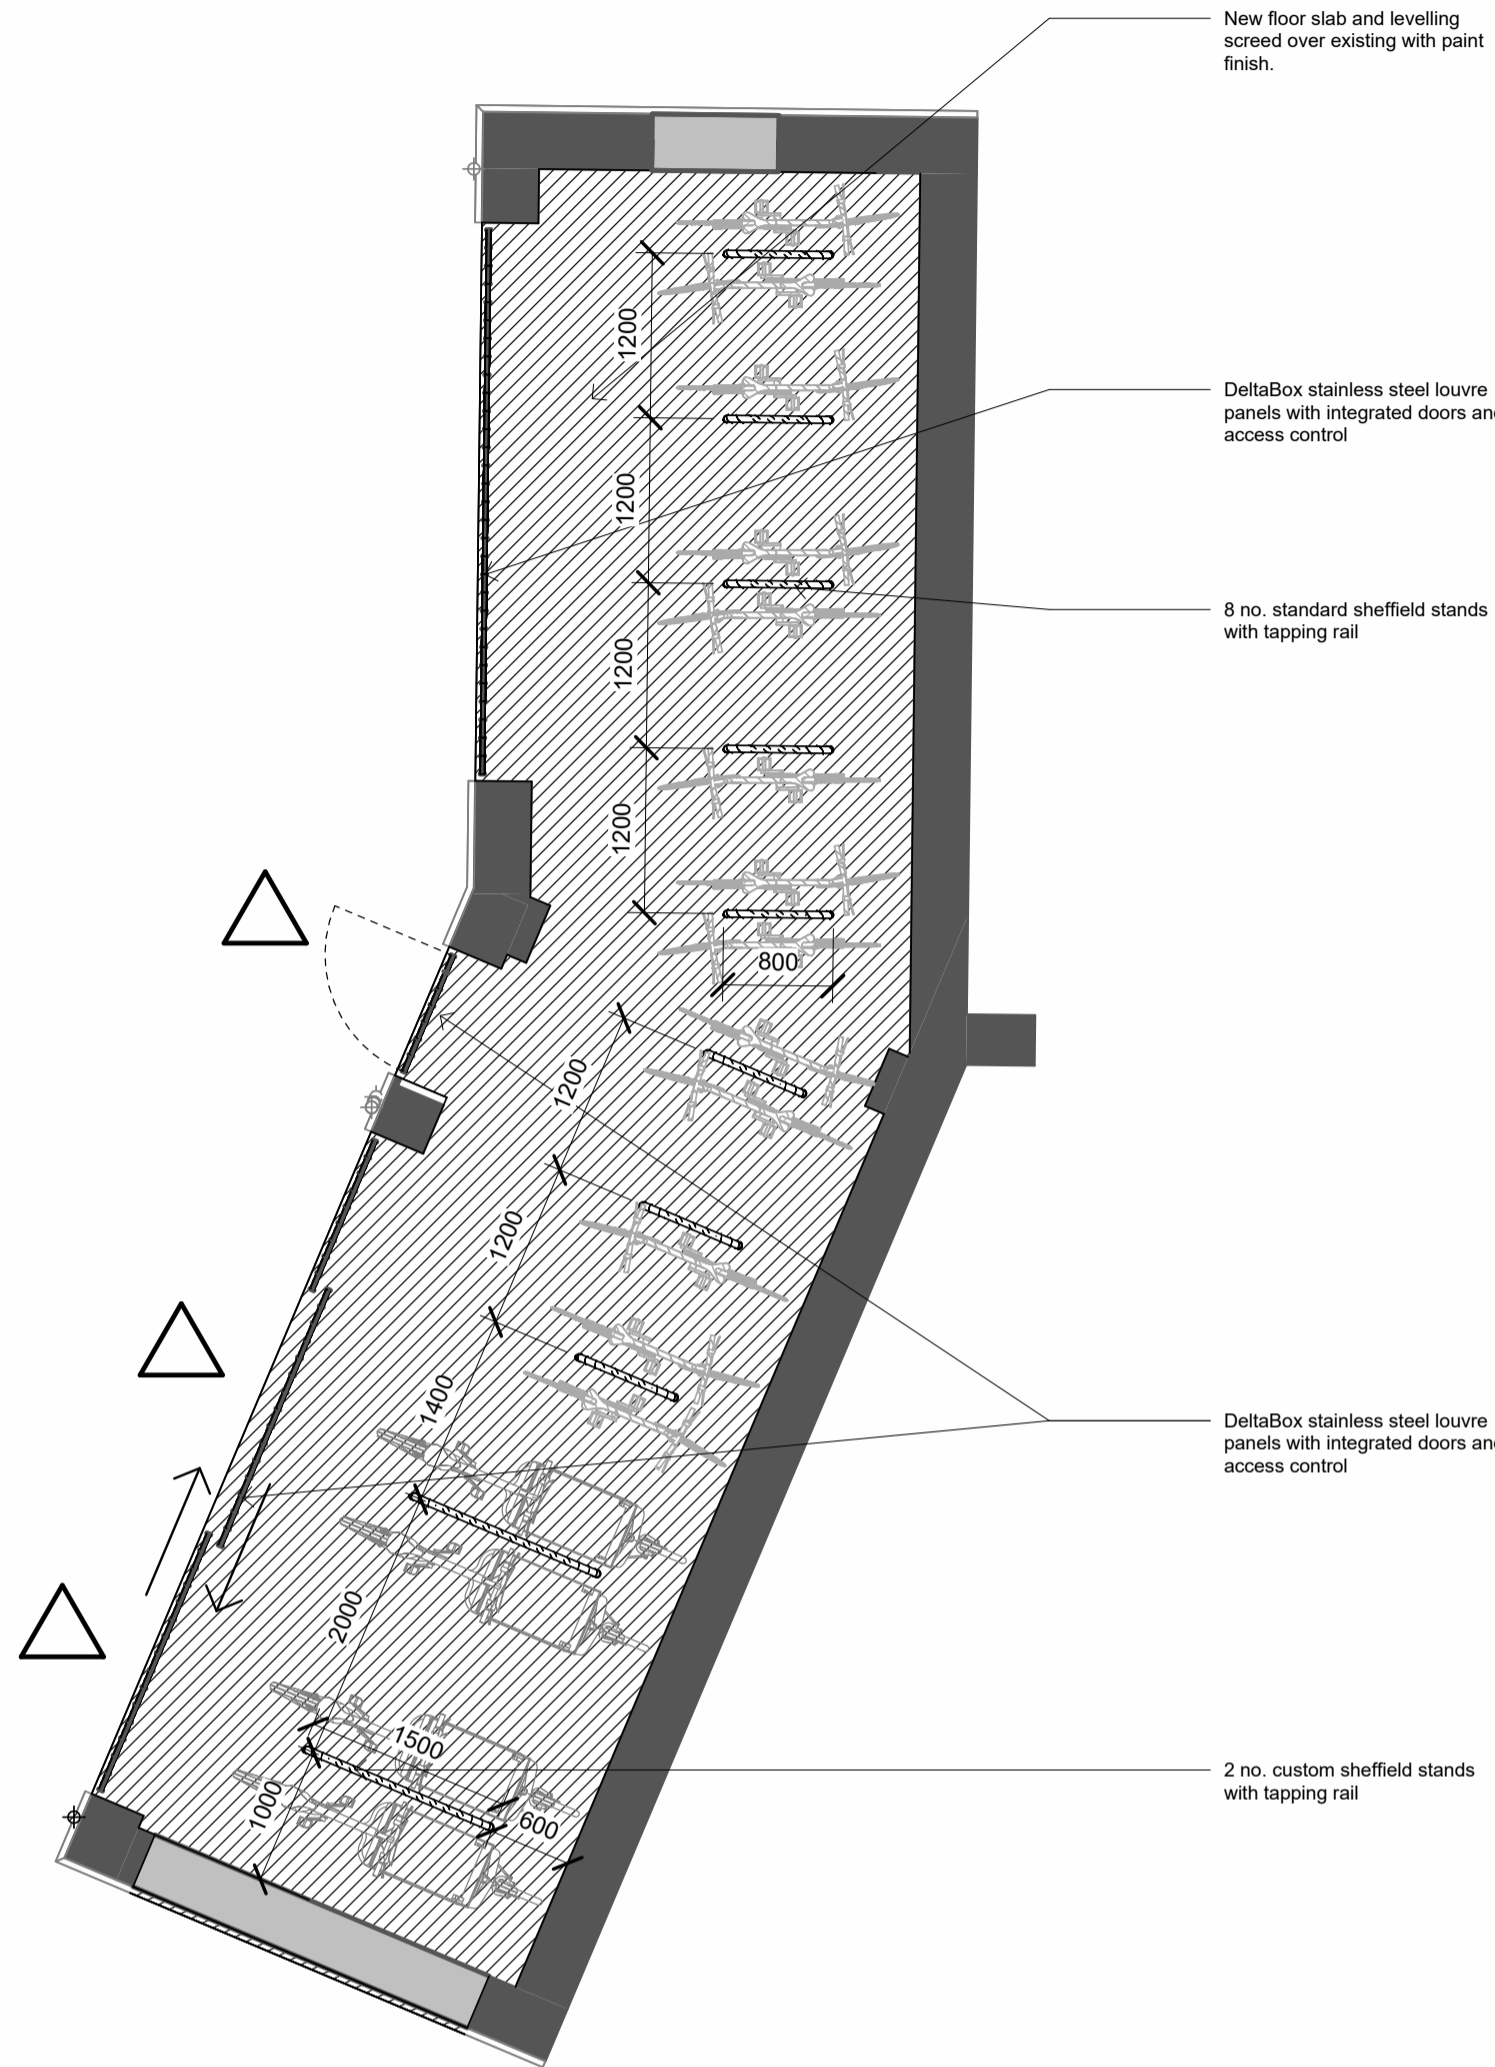 New floor slab and levelling
screed over existing with paint
finish.
1200
DeltaBox stainless steel louvre
panels with integrated doors an
access control
1200
8 no. standard sheffield stands
with tapping rail
1200
1200
800
1200
1200
1400
DeltaBox stainless steel louvre
panels with integrated doors an
access control
2000
1500
2 no. custom sheffield stands
with tapping rail
1000
600